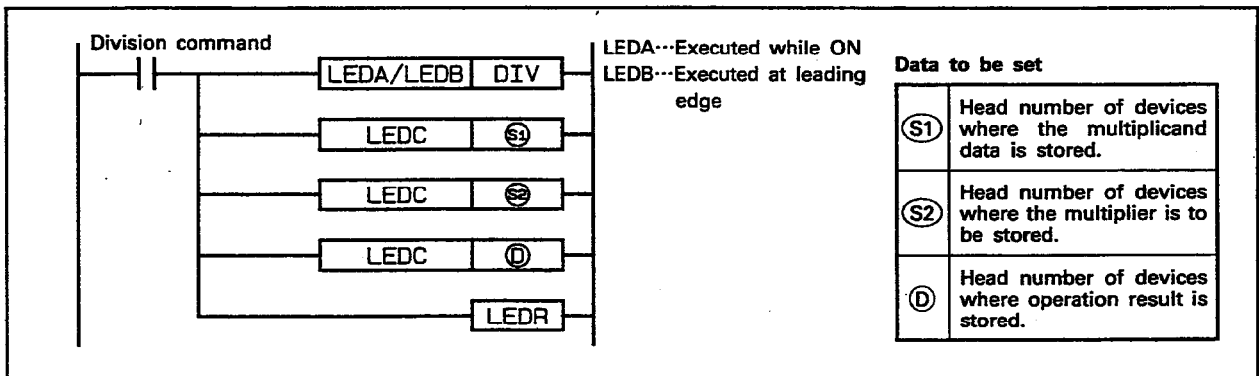 Division command
LEDA/LEDB DIV
LEDC S1
LEDC S2
LEDC D
LEDR
LEDA···Executed while ON
LEDB···Executed at leading
edge
Data to be set
S1 Head number of devices
where the multiplicand
data is stored.
S2 Head number of devices
where the multiplier is to
be stored.
D Head number of devices
where operation result is
stored.